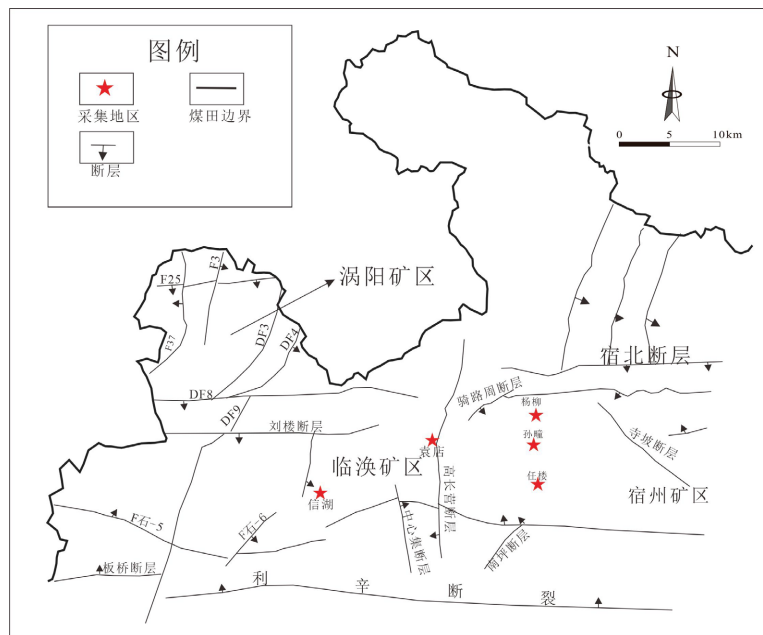 图例
采集地区
煤田边界
断层
N
0 5 10km
F25
F3
涡阳矿区
F37
DF3
DF4
宿北断层
DF8
骑路周断层
杨柳
DF9
刘楼断层
孙疃
寺坡断层
袁店
临涣矿区
任楼
宿州矿区
信湖
高长营断层
F石-5
F石-6
中心集断层
南坪断层
板桥断层
利辛断裂